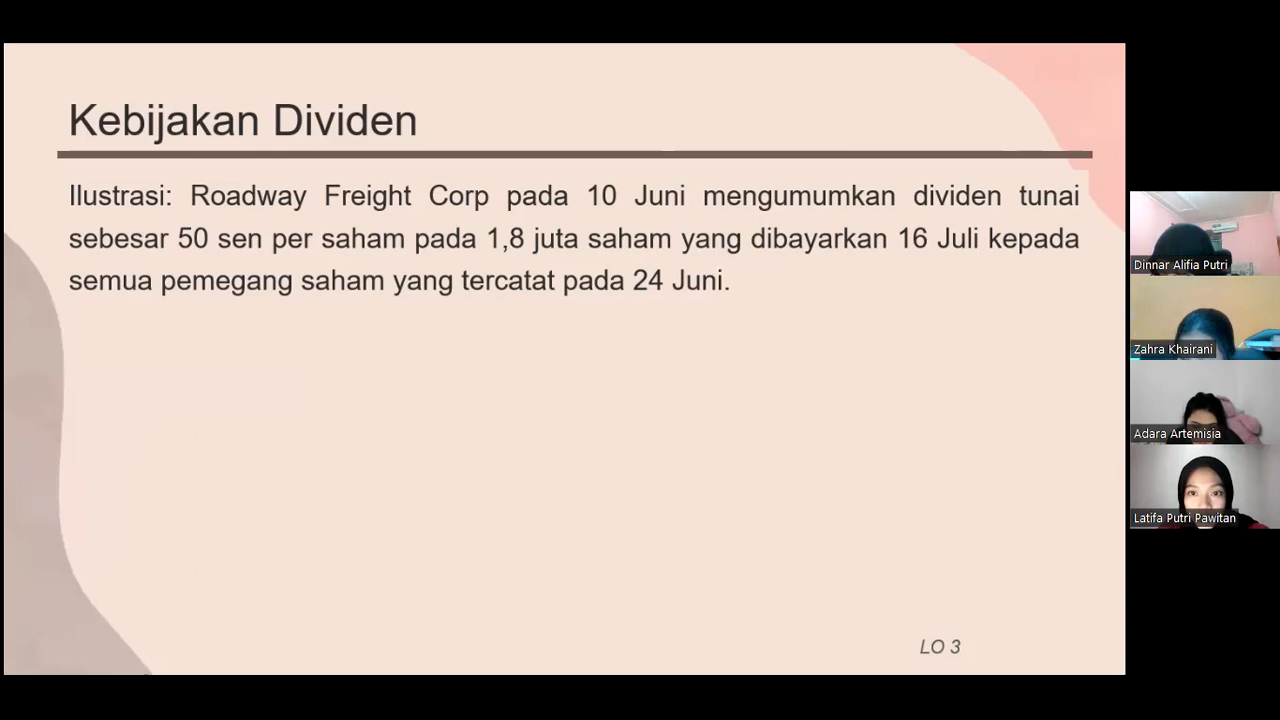 Kebijakan Dividen
Ilustrasi: Roadway Freight Corp pada 10 Juni mengumumkan dividen tunai
sebesar 50 sen per saham pada 1,8 juta saham yang dibayarkan 16 Juli kepada
semua pemegang saham yang tercatat pada 24 Juni.
LO 3
Dinnar Alifia Putri
Zahra Khairani
Adara Artemisia
Latifa Putri Pawitan